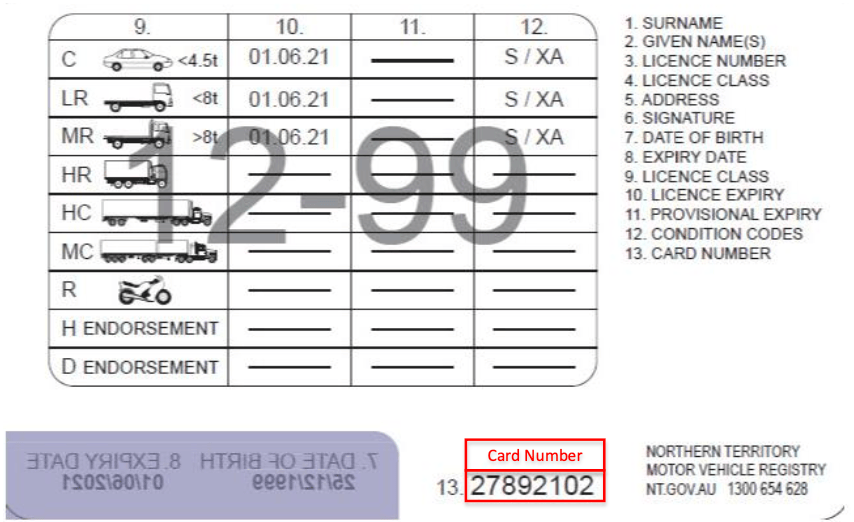 9. 10. 11. 12.
C <4.5t 01.06.21 S / XA
LR <8t 01.06.21 S / XA
MR >8t 01.06.21 S / XA
HR
HC
MC
R
H ENDORSEMENT
D ENDORSEMENT
12-99
1. SURNAME
2. GIVEN NAME(S)
3. LICENCE NUMBER
4. LICENCE CLASS
5. ADDRESS
6. SIGNATURE
7. DATE OF BIRTH
8. EXPIRY DATE
9. LICENCE CLASS
10. LICENCE EXPIRY
11. PROVISIONAL EXPIRY
12. CONDITION CODES
13. CARD NUMBER
7. DATE OF BIRTH 8. EXPIRY DATE
25/12/1999 01/06/2021
Card Number
13. 27892102
NORTHERN TERRITORY
MOTOR VEHICLE REGISTRY
NT.GOV.AU 1300 654 628